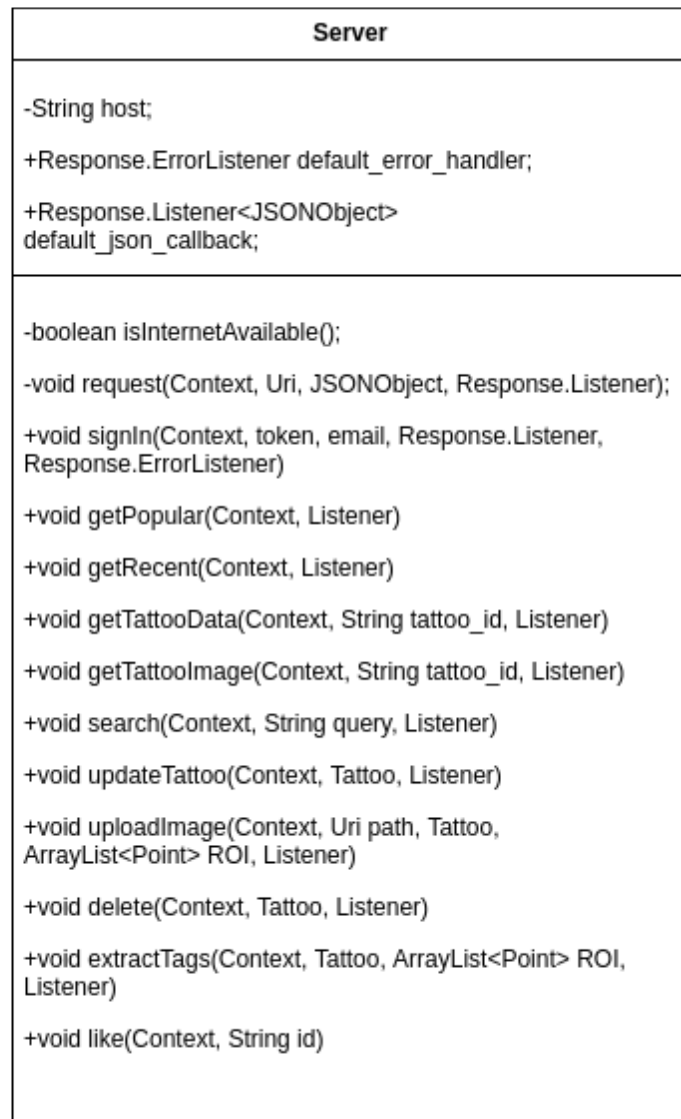 Server
-String host;
+Response.ErrorListener default_error_handler;
+Response.Listener<JSONObject>
default_json_callback;
-boolean isInternetAvailable();
-void request(Context, Uri, JSONObject, Response.Listener);
+void signIn(Context, token, email, Response.Listener,
Response.ErrorListener)
+void getPopular(Context, Listener)
+void getRecent(Context, Listener)
+void getTattooData(Context, String tattoo_id, Listener)
+void getTattooImage(Context, String tattoo_id, Listener)
+void search(Context, String query, Listener)
+void updateTattoo(Context, Tattoo, Listener)
+void uploadImage(Context, Uri path, Tattoo,
ArrayList<Point> ROI, Listener)
+void delete(Context, Tattoo, Listener)
+void extractTags(Context, Tattoo, ArrayList<Point> ROI,
Listener)
+void like(Context, String id)